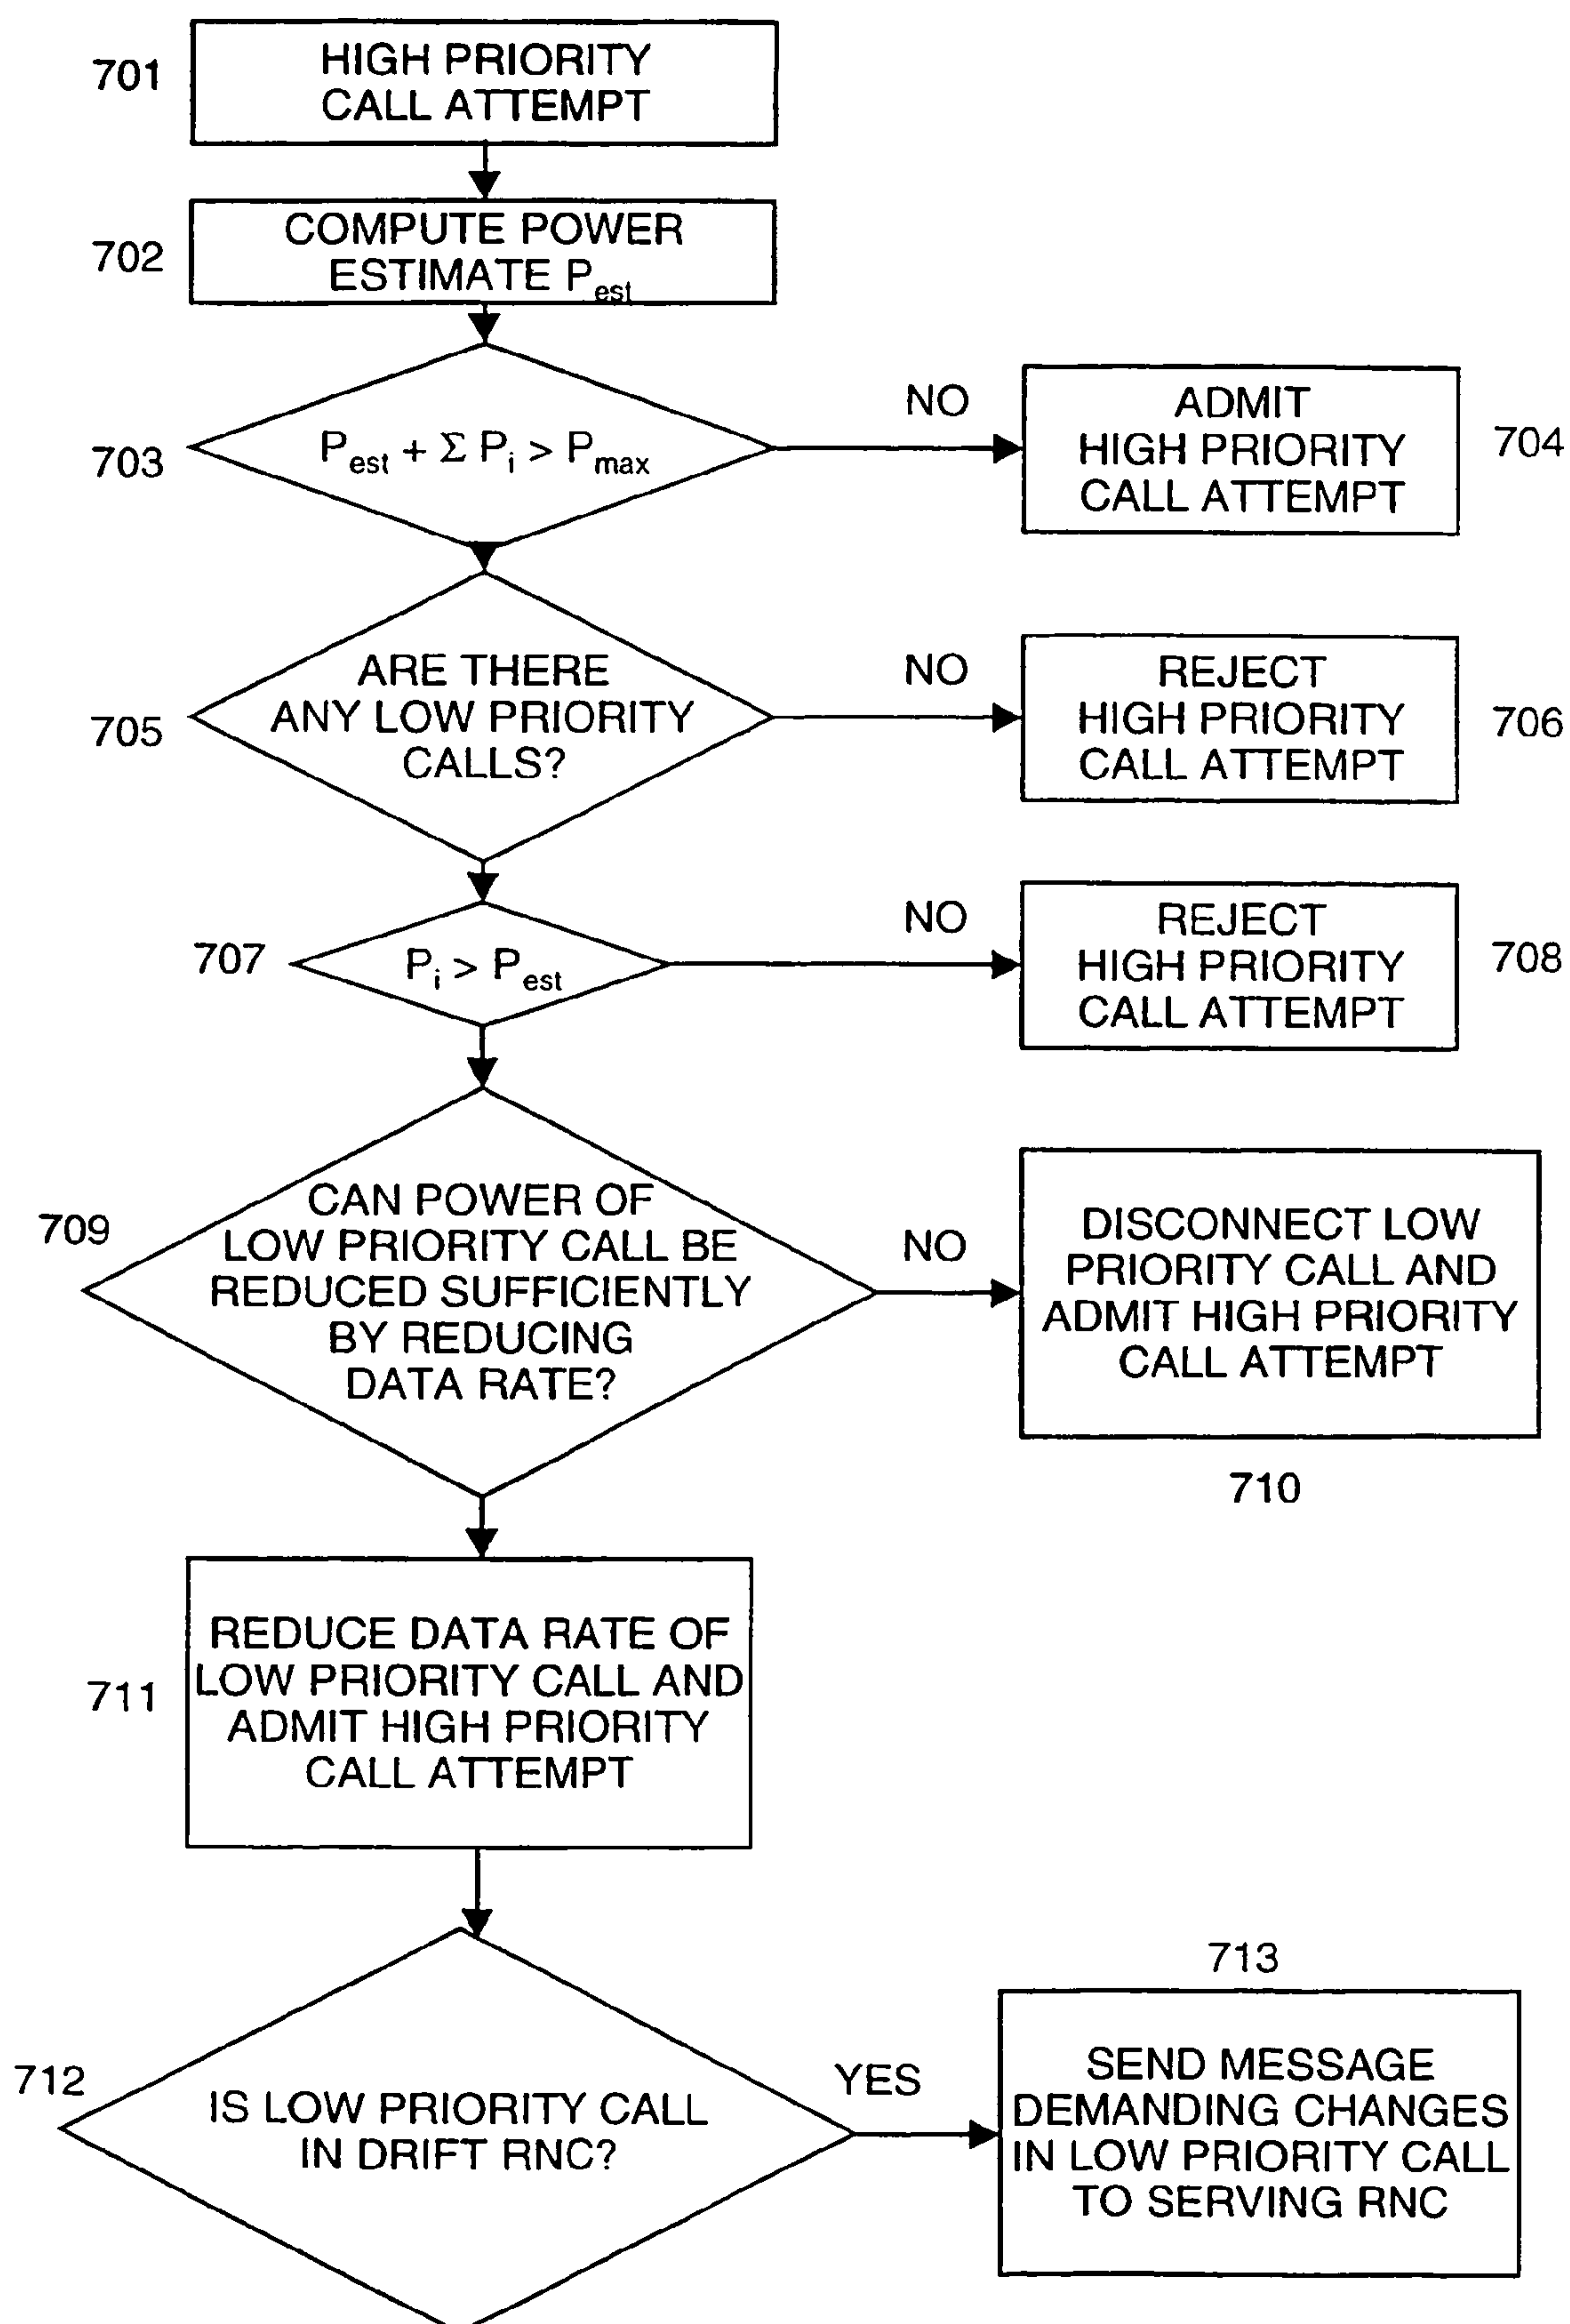 701
HIGH PRIORITY
CALL ATTEMPT
702
COMPUTE POWER
ESTIMATE Pest
703
Pest + Σ Pi > Pmax
NO
ADMIT
HIGH PRIORITY
CALL ATTEMPT
704
705
ARE THERE
ANY LOW PRIORITY
CALLS?
NO
REJECT
HIGH PRIORITY
CALL ATTEMPT
706
707
Pi > Pest
NO
REJECT
HIGH PRIORITY
CALL ATTEMPT
708
709
CAN POWER OF
LOW PRIORITY CALL BE
REDUCED SUFFICIENTLY
BY REDUCING
DATA RATE?
NO
DISCONNECT LOW
PRIORITY CALL AND
ADMIT HIGH PRIORITY
CALL ATTEMPT
710
711
REDUCE DATA RATE OF
LOW PRIORITY CALL AND
ADMIT HIGH PRIORITY
CALL ATTEMPT
712
IS LOW PRIORITY CALL
IN DRIFT RNC?
YES
713
SEND MESSAGE
DEMANDING CHANGES
IN LOW PRIORITY CALL
TO SERVING RNC